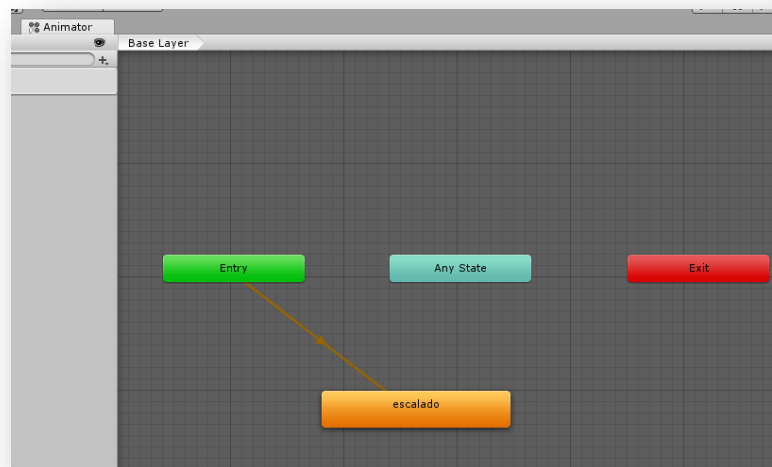 Animator
Base Layer
Entry
Any State
Exit
escalado